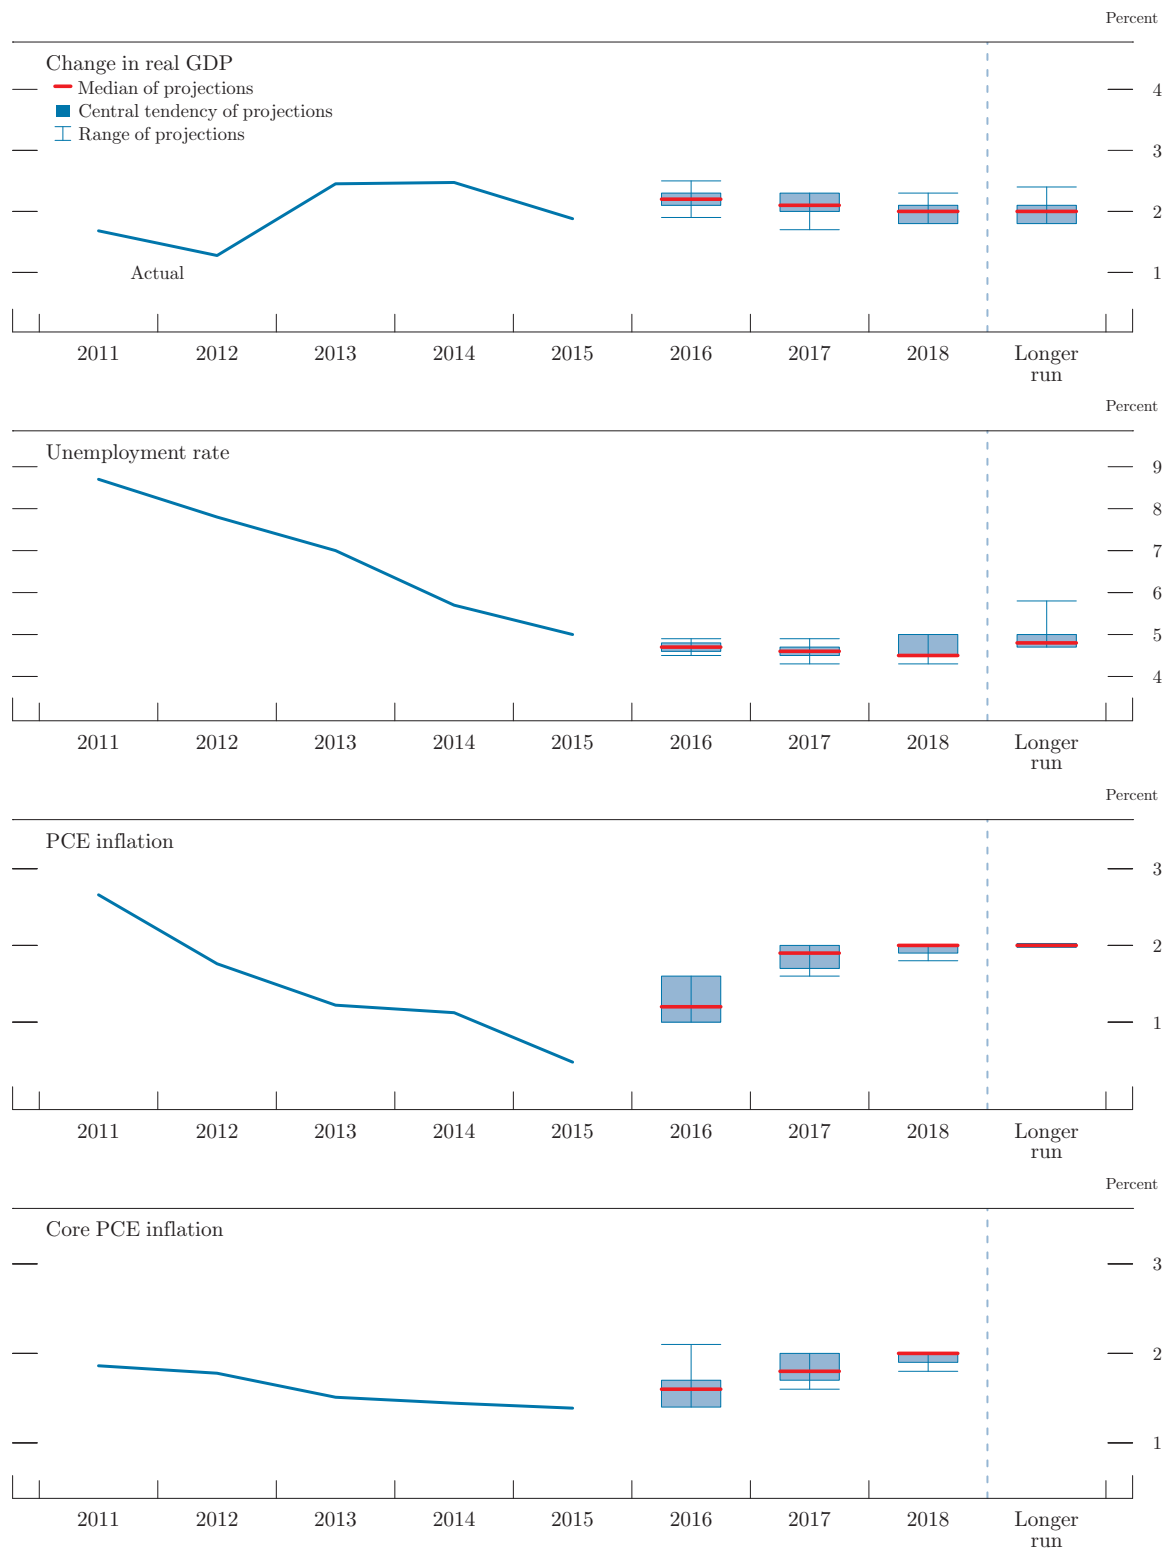 Percent
Change in real GDP
Median of projections
Central tendency of projections
Range of projections
Actual
4
3
2
1
2011 2012 2013 2014 2015 2016 2017 2018 Longer
run
Percent
Unemployment rate
9
8
7
6
5
4
2011 2012 2013 2014 2015 2016 2017 2018 Longer
run
Percent
PCE inflation
3
2
1
2011 2012 2013 2014 2015 2016 2017 2018 Longer
run
Percent
Core PCE inflation
3
2
1
2011 2012 2013 2014 2015 2016 2017 2018 Longer
run